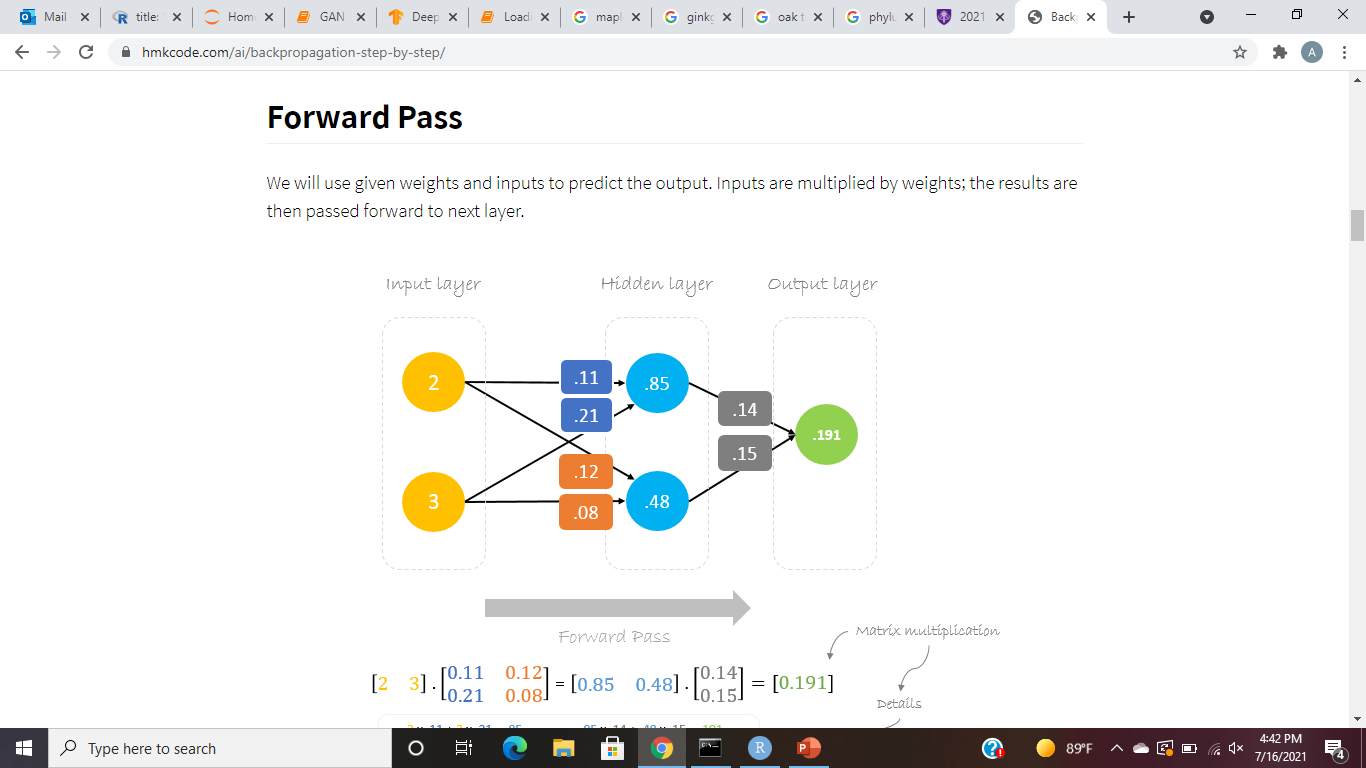 Mail
title:
Hom
GAN
Deep
Load
mapl
ginkg
oak t
phylu
2021
Back
hmkcode.com/ai/backpropagation-step-by-step/
A
Forward Pass
We will use given weights and inputs to predict the output. Inputs are multiplied by weights; the results are
then passed forward to next layer.
Input layer Hidden layer Output layer
2 .11 .85
.21 .14
.191
.12 .15
3 .08 .48
Forward Pass
Matrix multiplication
[2 3] . [0.11 0.12 = [0.85 0.48] . [0.14] = [0.191]
0.21 0.08] 0.15]
Details
Type here to search
R
P
89°F
4:42 PM
7/16/2021
4